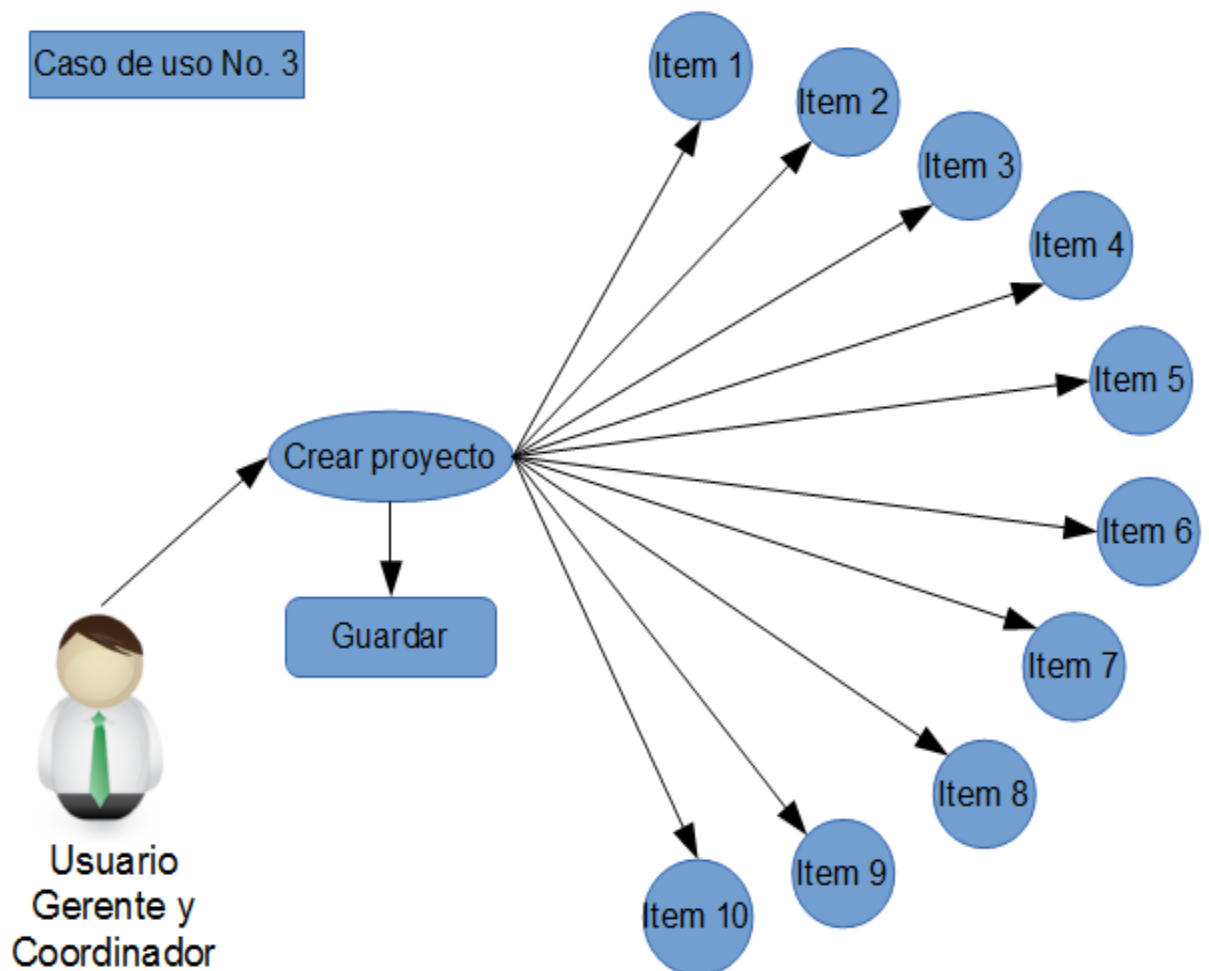 Caso de uso No. 3
Item 1
Item 2
Item 3
Item 4
Item 5
Item 6
Item 7
Item 8
Item 9
Item 10
Crear proyecto
Guardar
Usuario
Gerente y
Coordinador